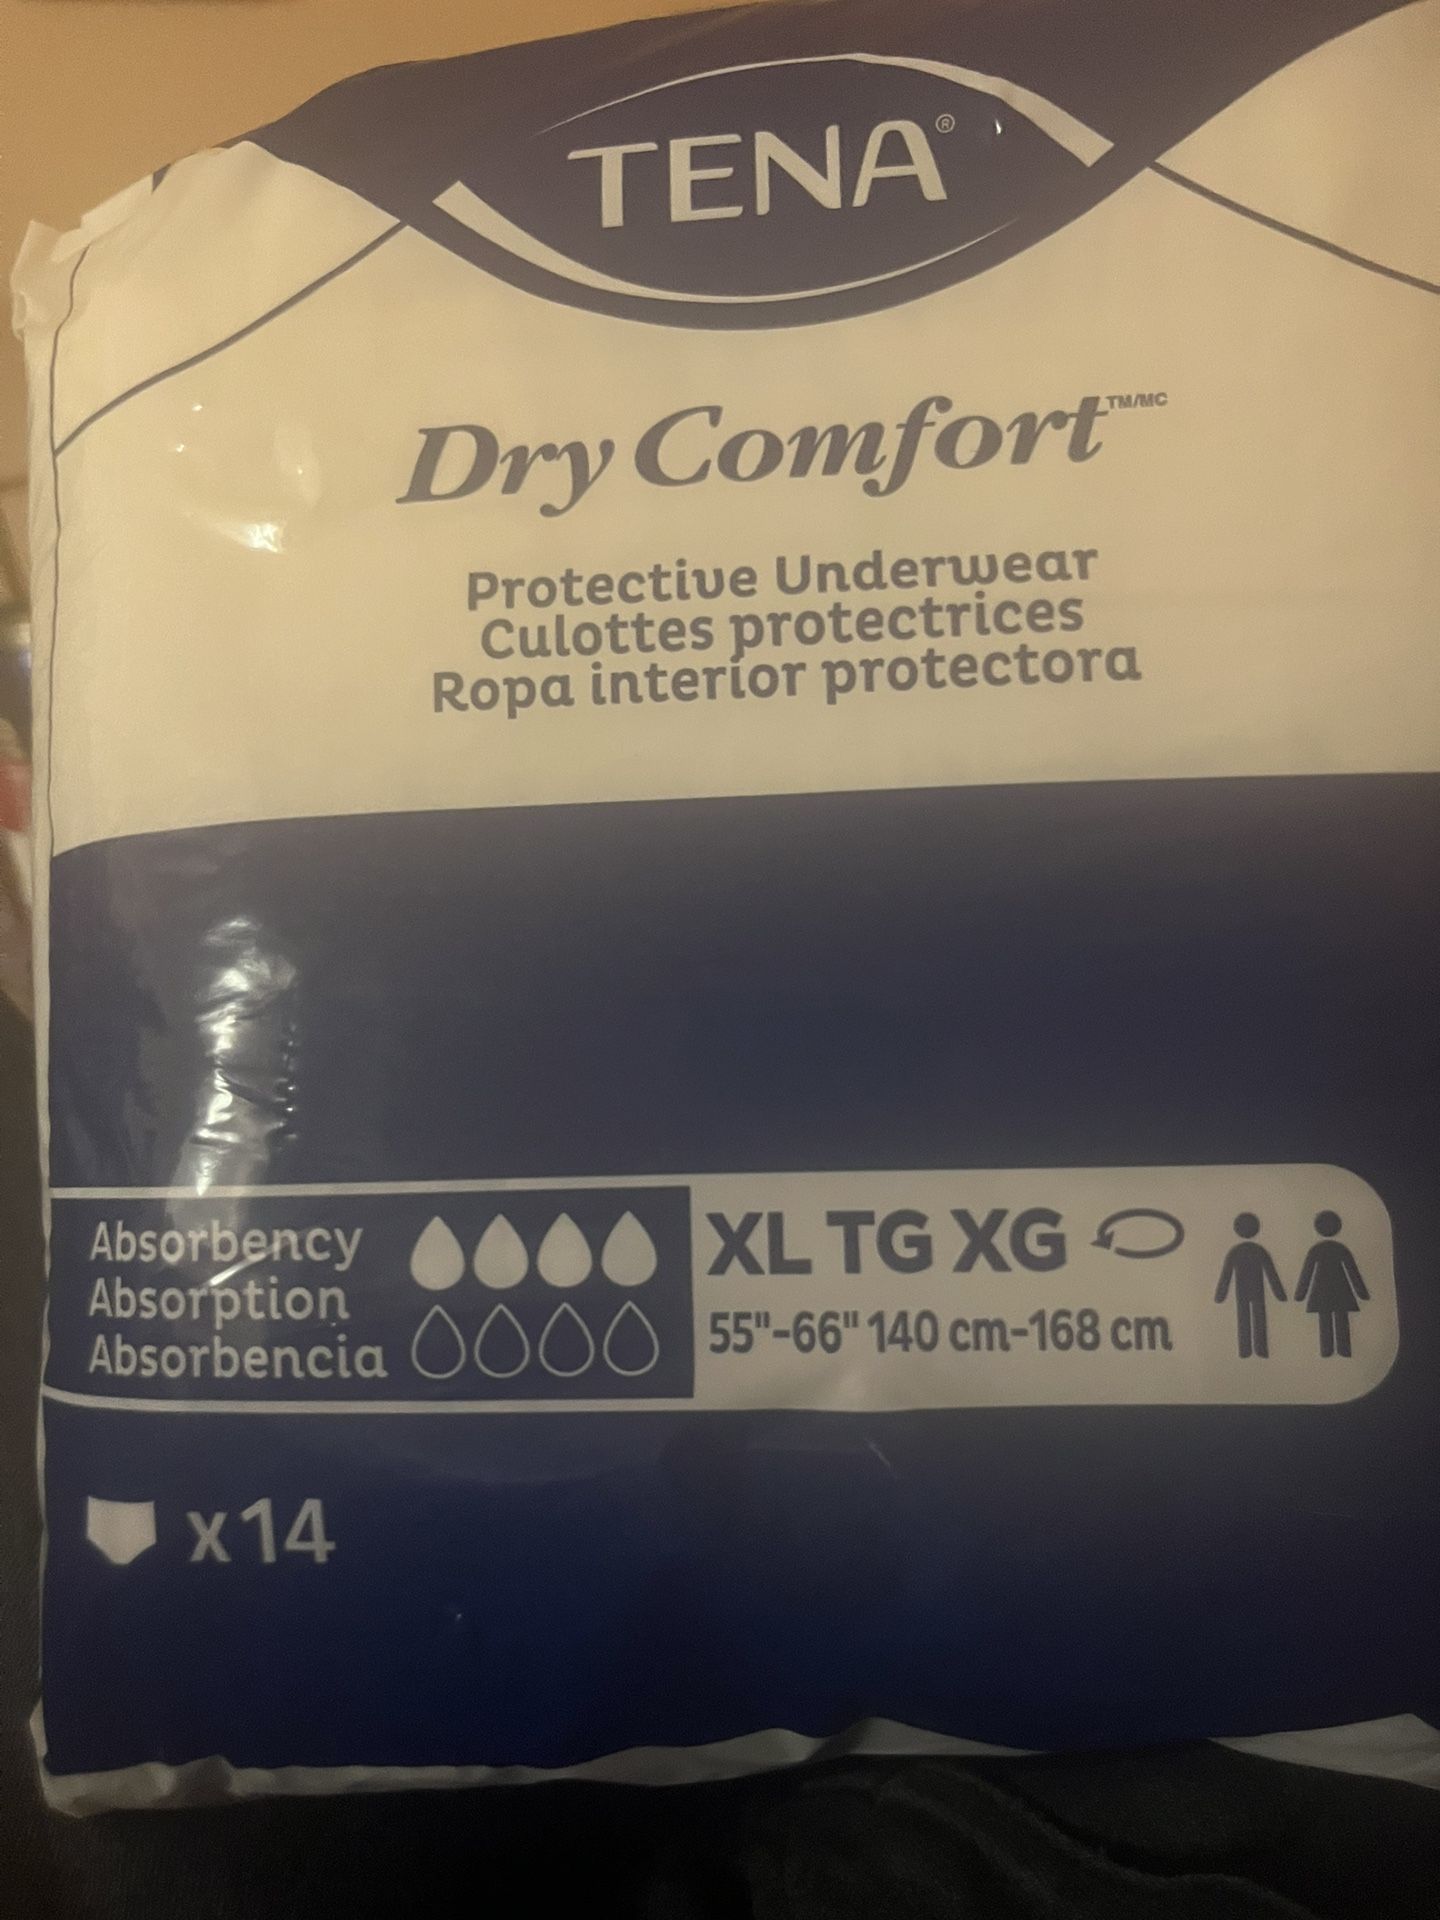 TENA®
Dry Comfort™/MC
Protective Underwear
Culottes protectrices
Ropa interior protectora
Absorbency
Absorption
Absorbencia
XL TG XG
55"-66" 140 cm-168 cm
x14